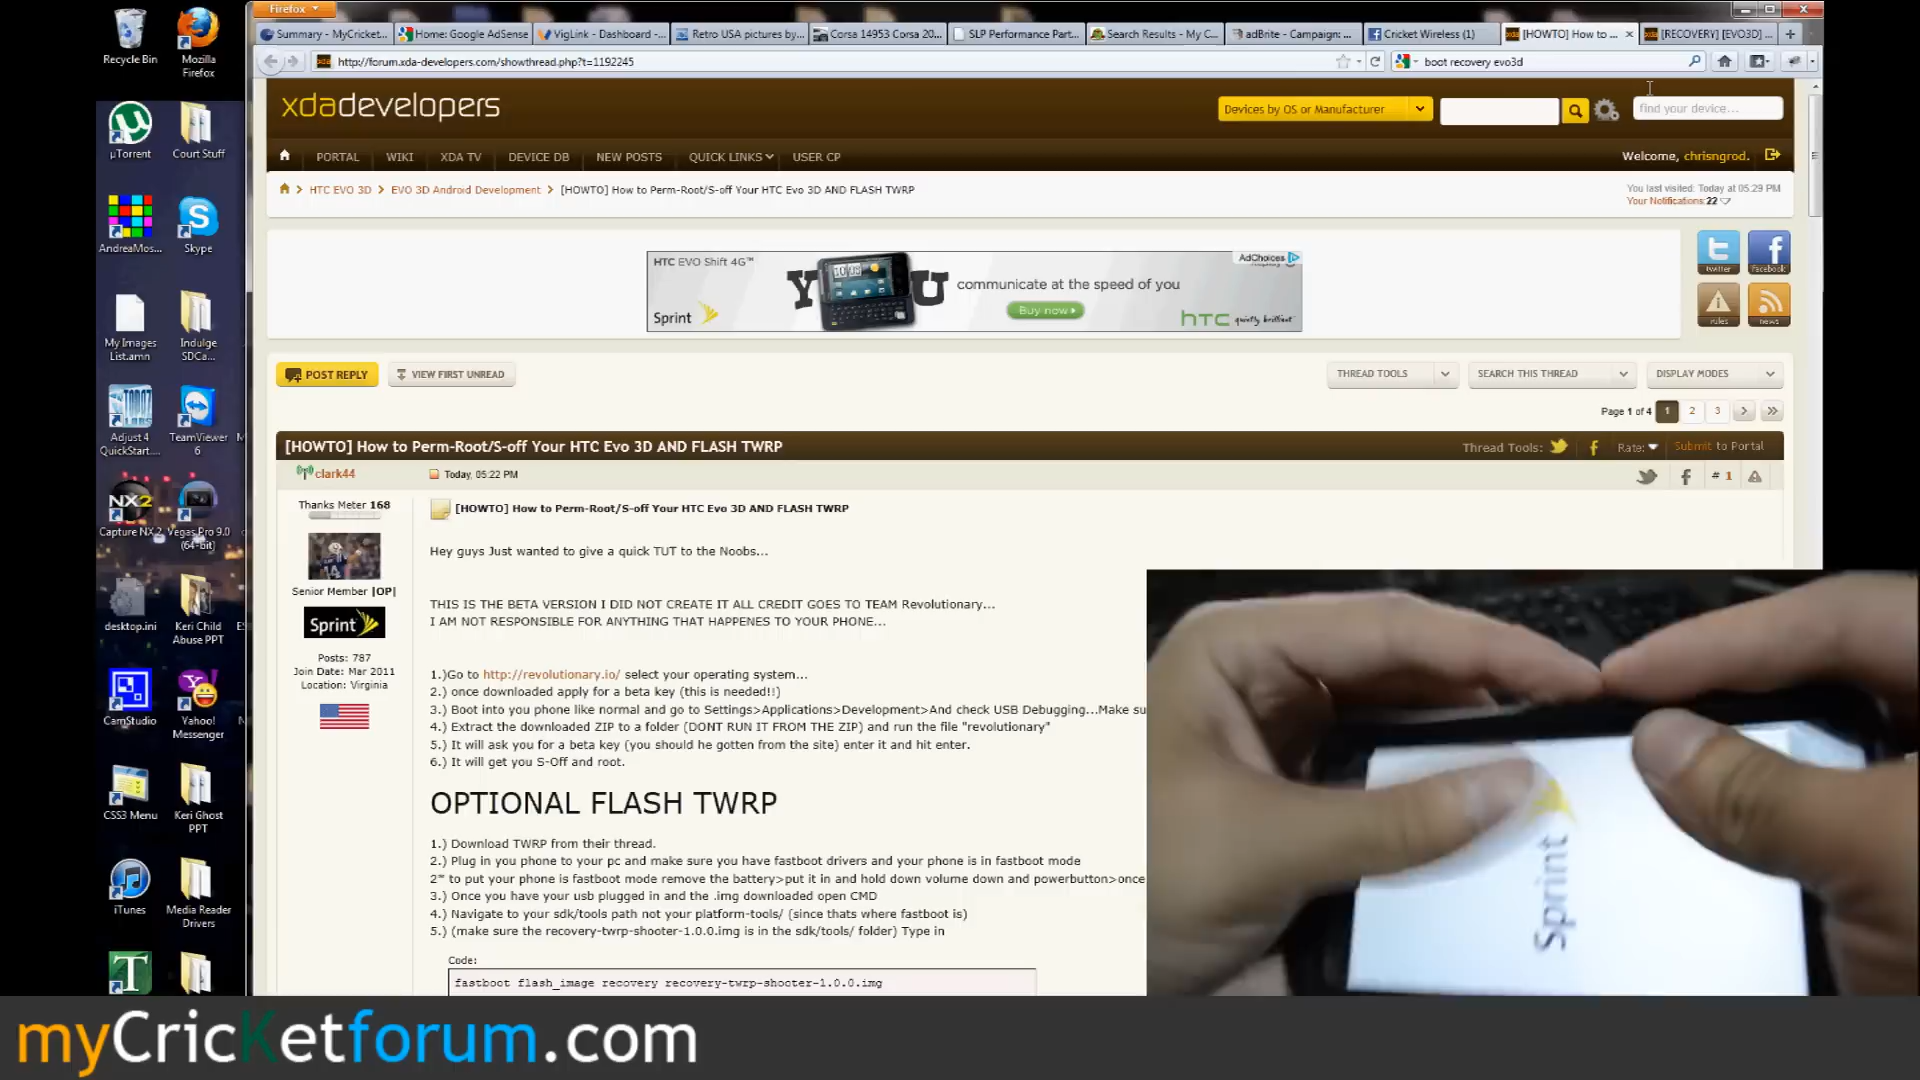 Firefox
Recycle Bin
Mozilla Firefox
Summary - MyCricket...
Home: Google AdSense
VigLink - Dashboard -...
Retro USA pictures by...
Corsa 14953 Corsa 20...
SLP Performance Part...
Search Results - My C...
adBrite - Campaign: ...
Cricket Wireless (1)
[HOWTO] How to ...
[RECOVERY] [EVO3D] ...
http://forum.xda-developers.com/showthread.php?t=1192245
boot recovery evo3d
xdadevelopers
Devices by OS or Manufacturer
find your device...
PORTAL WIKI XDA TV DEVICE DB NEW POSTS QUICK LINKS USER CP
Welcome, chrisngrod.
HTC EVO 3D > EVO 3D Android Development > [HOWTO] How to Perm-Root/S-off Your HTC Evo 3D AND FLASH TWRP
You last visited: Today at 05:29 PM
Your Notifications: 22
µTorrent
Court Stuff
AndreaMos...
Skype
HTC EVO Shift 4G™
AdChoices
YOU
communicate at the speed of you
Buy now
Sprint
htc quietly brilliant
twitter
facebook
rules
news
My Images List.amn
Indulge SDCa...
POST REPLY
VIEW FIRST UNREAD
THREAD TOOLS
SEARCH THIS THREAD
DISPLAY MODES
Page 1 of 4 1 2 3 > >>
Adjust 4 QuickStart....
TeamViewer 6
[HOWTO] How to Perm-Root/S-off Your HTC Evo 3D AND FLASH TWRP
Thread Tools:
Rate:
Submit to Portal
clark44
Today, 05:22 PM
# 1
Thanks Meter 168
[HOWTO] How to Perm-Root/S-off Your HTC Evo 3D AND FLASH TWRP
Capture NX 2
Vegas Pro 9.0 (64-bit)
Hey guys Just wanted to give a quick TUT to the Noobs...
Senior Member |OP|
THIS IS THE BETA VERSION I DID NOT CREATE IT ALL CREDIT GOES TO TEAM Revolutionary...
I AM NOT RESPONSIBLE FOR ANYTHING THAT HAPPENES TO YOUR PHONE...
Sprint
desktop.ini
Keri Child Abuse PPT
Posts: 787
Join Date: Mar 2011
Location: Virginia
1.)Go to http://revolutionary.io/ select your operating system...
2.) once downloaded apply for a beta key (this is needed!!)
3.) Boot into you phone like normal and go to Settings>Applications>Development>And check USB Debugging...Make su
4.) Extract the downloaded ZIP to a folder (DONT RUN IT FROM THE ZIP) and run the file "revolutionary"
5.) It will ask you for a beta key (you should he gotten from the site) enter it and hit enter.
6.) It will get you S-Off and root.
CamStudio
Yahoo! Messenger
OPTIONAL FLASH TWRP
CSS3 Menu
Keri Ghost PPT
1.) Download TWRP from their thread.
2.) Plug in you phone to your pc and make sure you have fastboot drivers and your phone is in fastboot mode
2* to put your phone is fastboot mode remove the battery>put it in and hold down volume down and powerbutton>once
3.) Once you have your usb plugged in and the .img downloaded open CMD
4.) Navigate to your sdk/tools path not your platform-tools/ (since thats where fastboot is)
5.) (make sure the recovery-twrp-shooter-1.0.0.img is in the sdk/tools/ folder) Type in
iTunes
Media Reader Drivers
Code:
fastboot flash_image recovery recovery-twrp-shooter-1.0.0.img
Sprint
myCricKetforum.com